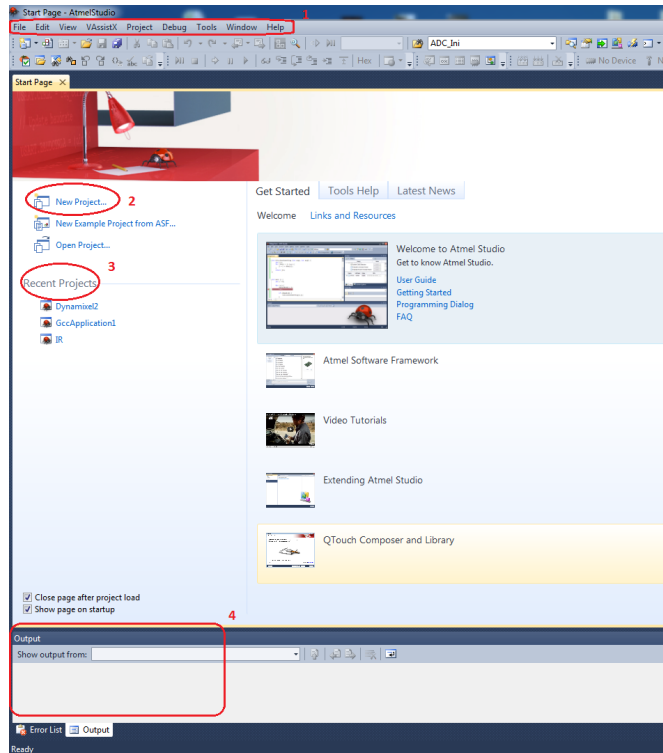 Start Page - AtmelStudio
1
File Edit View VAssistX Project Debug Tools Window Help
ADC_Ini
Hex No Device
Start Page
New Project... 2
New Example Project from ASF...
Open Project...
3
Recent Projects
Dynamixel2
GccApplication1
IR
Close page after project load
Show page on startup
Get Started Tools Help Latest News
Welcome Links and Resources
Welcome to Atmel Studio
Get to know Atmel Studio.
User Guide
Getting Started
Programming Dialog
FAQ
Atmel Software Framework
Video Tutorials
Extending Atmel Studio
QTouch Composer and Library
4
Output
Show output from:
Error List Output
Ready